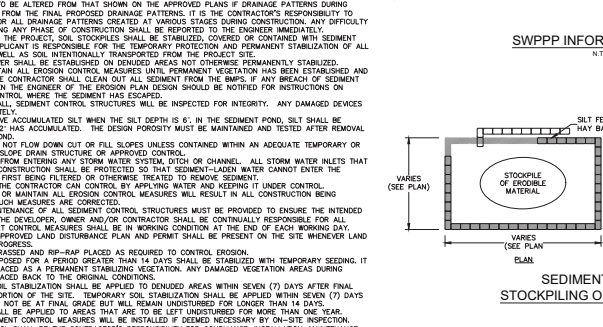 TO BE ALTERED FROM THAT SHOWN ON THE APPROVED PLANS IF DRAINAGE PATTERNS DURING
FROM THE FINAL PROPOSED DRAINAGE PATTERNS. IT IS THE CONTRACTOR'S RESPONSIBILITY TO
FOR ALL DRAINAGE PATTERNS CREATED AT VARIOUS STAGES DURING CONSTRUCTION. ANY DIFFICULTY
ING ANY PHASE OF CONSTRUCTION SHALL BE REPORTED TO THE ENGINEER IMMEDIATELY.
THE PROJECT, SOIL STOCKPILES SHALL BE STABILIZED, COVERED OR CONTAINED WITH SEDIMENT
PLICANT IS RESPONSIBLE FOR THE TEMPORARY PROTECTION AND PERMANENT STABILIZATION OF ALL
WELL AS SOIL INTENTIONALLY TRANSPORTED FROM THE PROJECT SITE.
VER SHALL BE ESTABLISHED ON DENUDED AREAS NOT OTHERWISE PERMANENTLY STABILIZED.
TAIN ALL EROSION CONTROL MEASURES UNTIL PERMANENT VEGETATION HAS BEEN ESTABLISHED AND
E CONTRACTOR SHALL CLEAN OUT ALL SEDIMENT FROM THE BMPS. IF ANY BREACH OF SEDIMENT
EN THE ENGINEER OF THE EROSION PLAN DESIGN SHOULD BE NOTIFIED FOR INSTRUCTIONS ON
NTROL WHERE THE SEDIMENT HAS ESCAPED.
ALL, SEDIMENT CONTROL STRUCTURES WILL BE INSPECTED FOR INTEGRITY. ANY DAMAGED DEVICES
TELY.
VE ACCUMULATED SILT WHEN THE SILT DEPTH IS 6". IN THE SEDIMENT POND, SILT SHALL BE
2" HAS ACCUMULATED. THE DESIGN POROSITY MUST BE MAINTAINED AND TESTED AFTER REMOVAL
OND.
NOT FLOW DOWN CUT OR FILL SLOPES UNLESS CONTAINED WITHIN AN ADEQUATE TEMPORARY OR
SLOPE DRAIN STRUCTURE OR APPROVED CONTROL.
FROM ENTERING ANY STORM WATER SYSTEM, DITCH OR CHANNEL. ALL STORM WATER INLETS THAT
CONSTRUCTION SHALL BE PROTECTED SO THAT SEDIMENT-LADEN WATER CANNOT ENTER THE
FIRST BEING FILTERED OR OTHERWISE TREATED TO REMOVE SEDIMENT.
THE CONTRACTOR CAN CONTROL BY APPLYING WATER AND KEEPING IT UNDER CONTROL.
OR MAINTAIN ALL EROSION CONTROL MEASURES WILL RESULT IN ALL CONSTRUCTION BEING
UCH MEASURES ARE CORRECTED.
NTENANCE OF ALL SEDIMENT CONTROL STRUCTURES MUST BE PROVIDED TO ENSURE THE INTENDED
THE DEVELOPER, OWNER AND/OR CONTRACTOR SHALL BE CONTINUALLY RESPONSIBLE FOR ALL
T CONTROL MEASURES SHALL BE IN WORKING CONDITION AT THE END OF EACH WORKING DAY.
PPROVED LAND DISTURBANCE PLAN AND PERMIT SHALL BE PRESENT ON THE SITE WHENEVER LAND
ROGRESS.
RASSED AND RIP-RAP PLACED AS REQUIRED TO CONTROL EROSION.
POSED FOR A PERIOD GREATER THAN 14 DAYS SHALL BE STABILIZED WITH TEMPORARY SEEDING. IT
ACED AS A PERMANENT STABILIZING VEGETATION. ANY DAMAGED VEGETATION AREAS DURING
ACED BACK TO THE ORIGINAL CONDITIONS.
OIL STABILIZATION SHALL BE APPLIED TO DENUDED AREAS WITHIN SEVEN (7) DAYS AFTER FINAL
ORTION OF THE SITE. TEMPORARY SOIL STABILIZATION SHALL BE APPLIED WITHIN SEVEN (7) DAYS
NOT BE AT FINAL GRADE BUT WILL REMAIN UNDISTURBED FOR LONGER THAN 14 DAYS.
ALL BE APPLIED TO AREAS THAT ARE TO BE LEFT UNDISTURBED FOR MORE THAN ONE YEAR.
MENT CONTROL MEASURES WILL BE INSTALLED IF DEEMED NECESSARY BY ON-SITE INSPECTION.
SWPPP INFOR
N.T
SILT FE
HAY BA
VARIES
(SEE PLAN)
STOCKPILE
OF ERODIBLE
MATERIAL
VARIES
(SEE PLAN
PLAN
SEDIMENT
STOCKPILING O